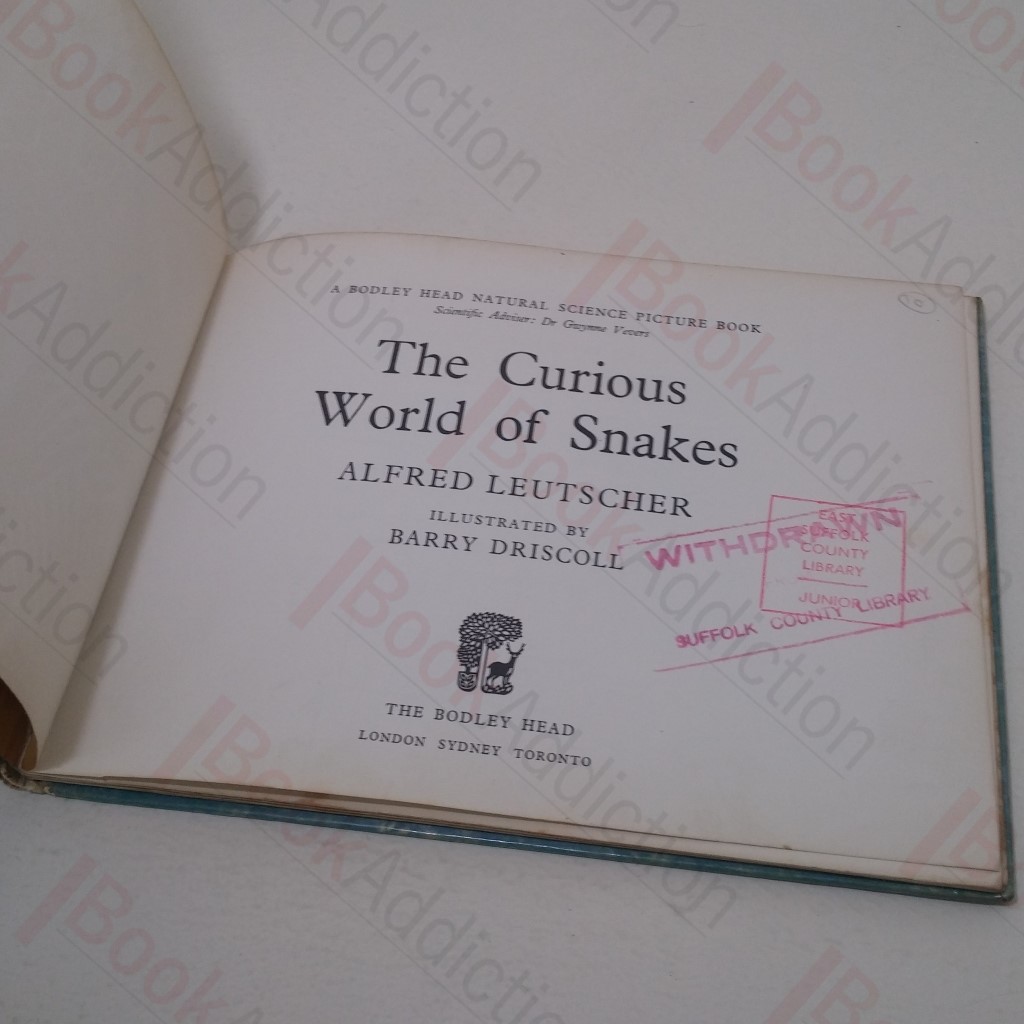 A BODLEY HEAD NATURAL SCIENCE PICTURE BOOK
Scientific Adviser: Dr Gwynne Vevers
The Curious
World of Snakes
ALFRED LEUTSCHER
ILLUSTRATED BY
BARRY DRISCOLL
WITHDRAWN
SUFFOLK COUNTY LIBRARY
EAST
SUFFOLK
COUNTY
LIBRARY
JUNIOR
THE BODLEY HEAD
LONDON SYDNEY TORONTO
BookAddiction